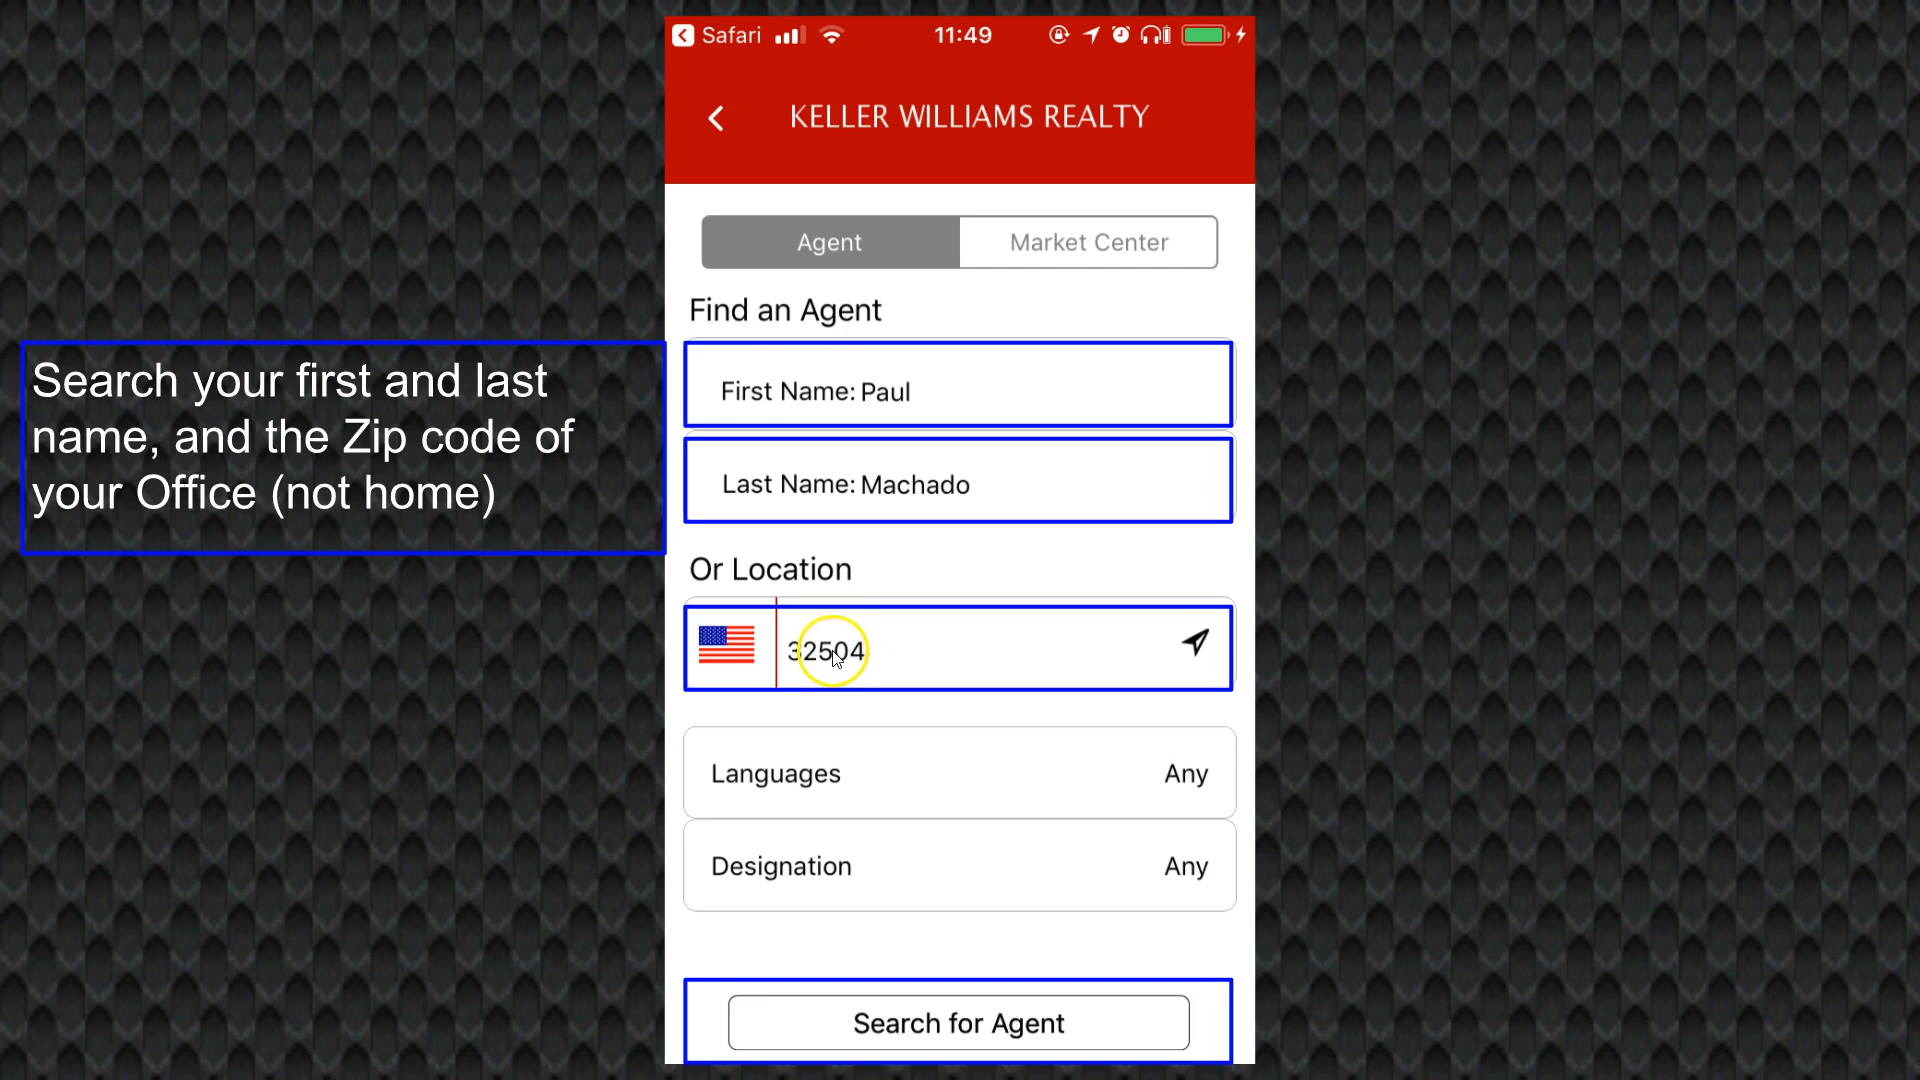 Safari
11:49
KELLER WILLIAMS REALTY
Agent
Market Center
Find an Agent
First Name: Paul
Last Name: Machado
Search your first and last
name, and the Zip code of
your Office (not home)
Or Location
32504
Languages Any
Designation Any
Search for Agent